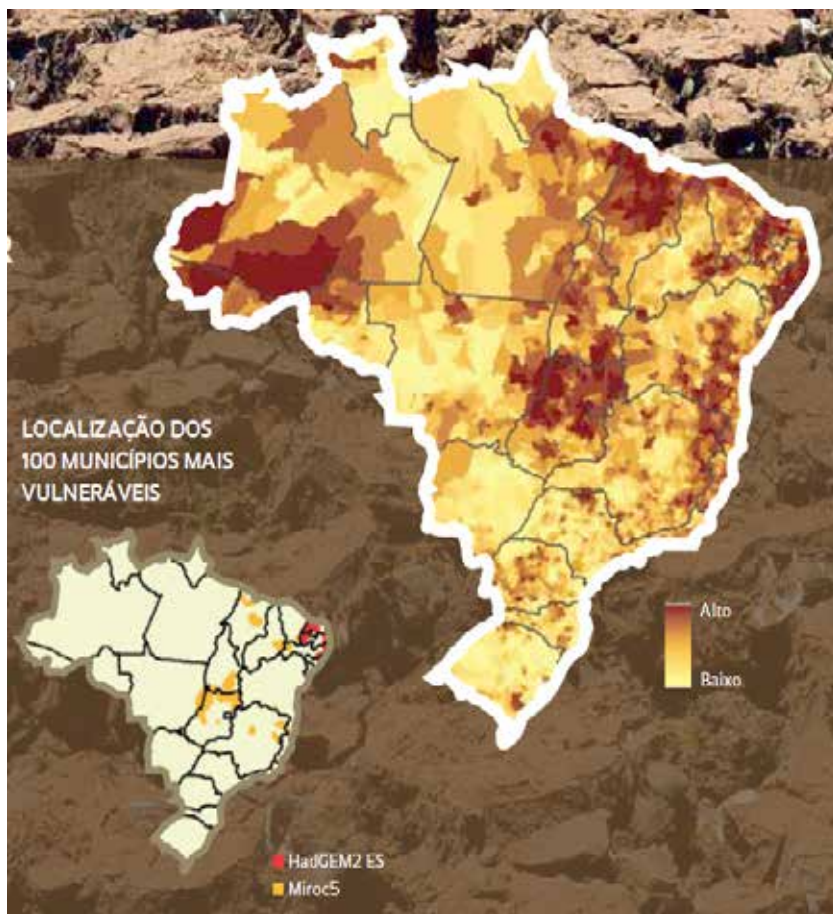 R
LOCALIZAÇÃO DOS
100 MUNICÍPIOS MAIS
VULNERÁVEIS
Alto
Baixo
HadGEM2 ES
Miroc5